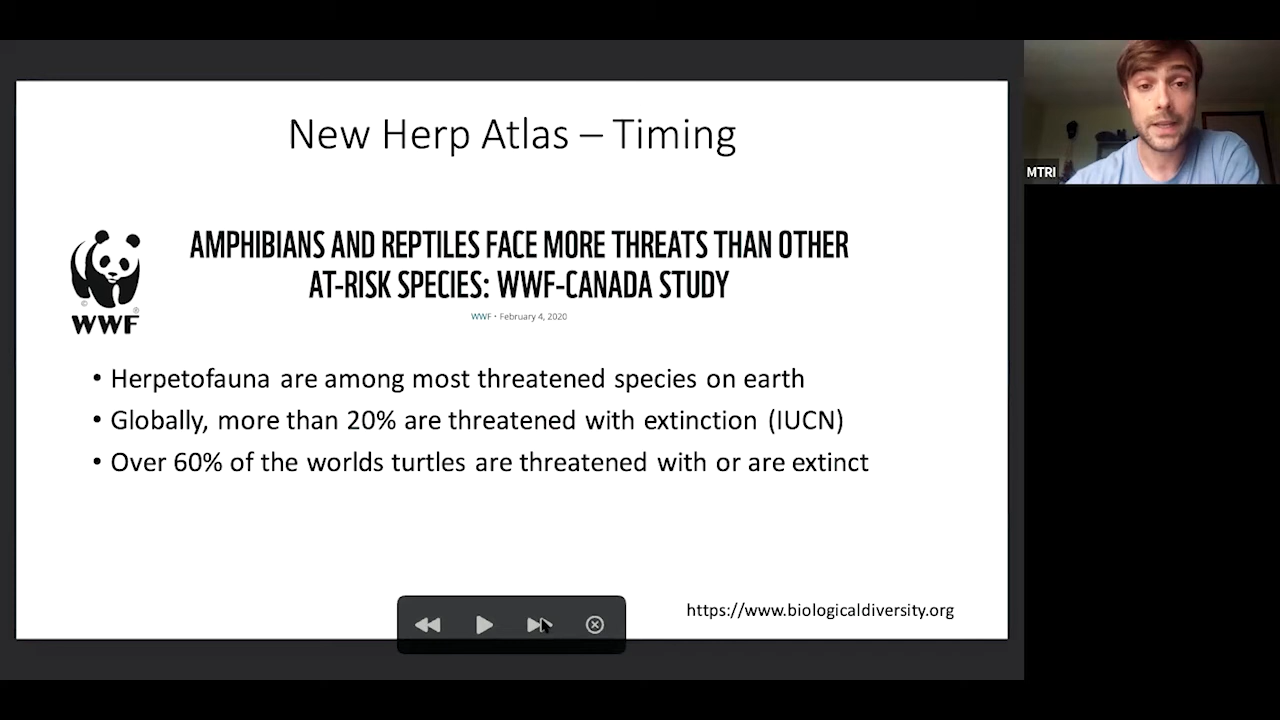 New Herp Atlas – Timing
AMPHIBIANS AND REPTILES FACE MORE THREATS THAN OTHER
AT-RISK SPECIES: WWF-CANADA STUDY
WWF • February 4, 2020
©
WWF
®
• Herpetofauna are among most threatened species on earth
• Globally, more than 20% are threatened with extinction (IUCN)
• Over 60% of the worlds turtles are threatened with or are extinct
https://www.biologicaldiversity.org
MTRI